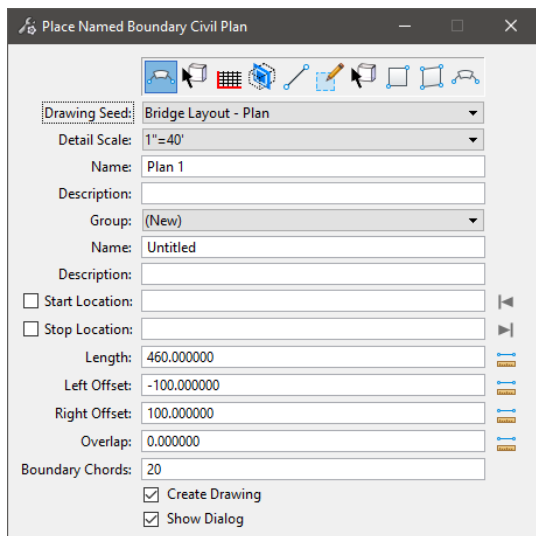 Place Named Boundary Civil Plan
Drawing Seed: Bridge Layout - Plan
Detail Scale: 1"=40'
Name: Plan 1
Description:
Group: (New)
Name: Untitled
Description:
Start Location:
Stop Location:
Length: 460.000000
Left Offset: -100.000000
Right Offset: 100.000000
Overlap: 0.000000
Boundary Chords: 20
Create Drawing
Show Dialog